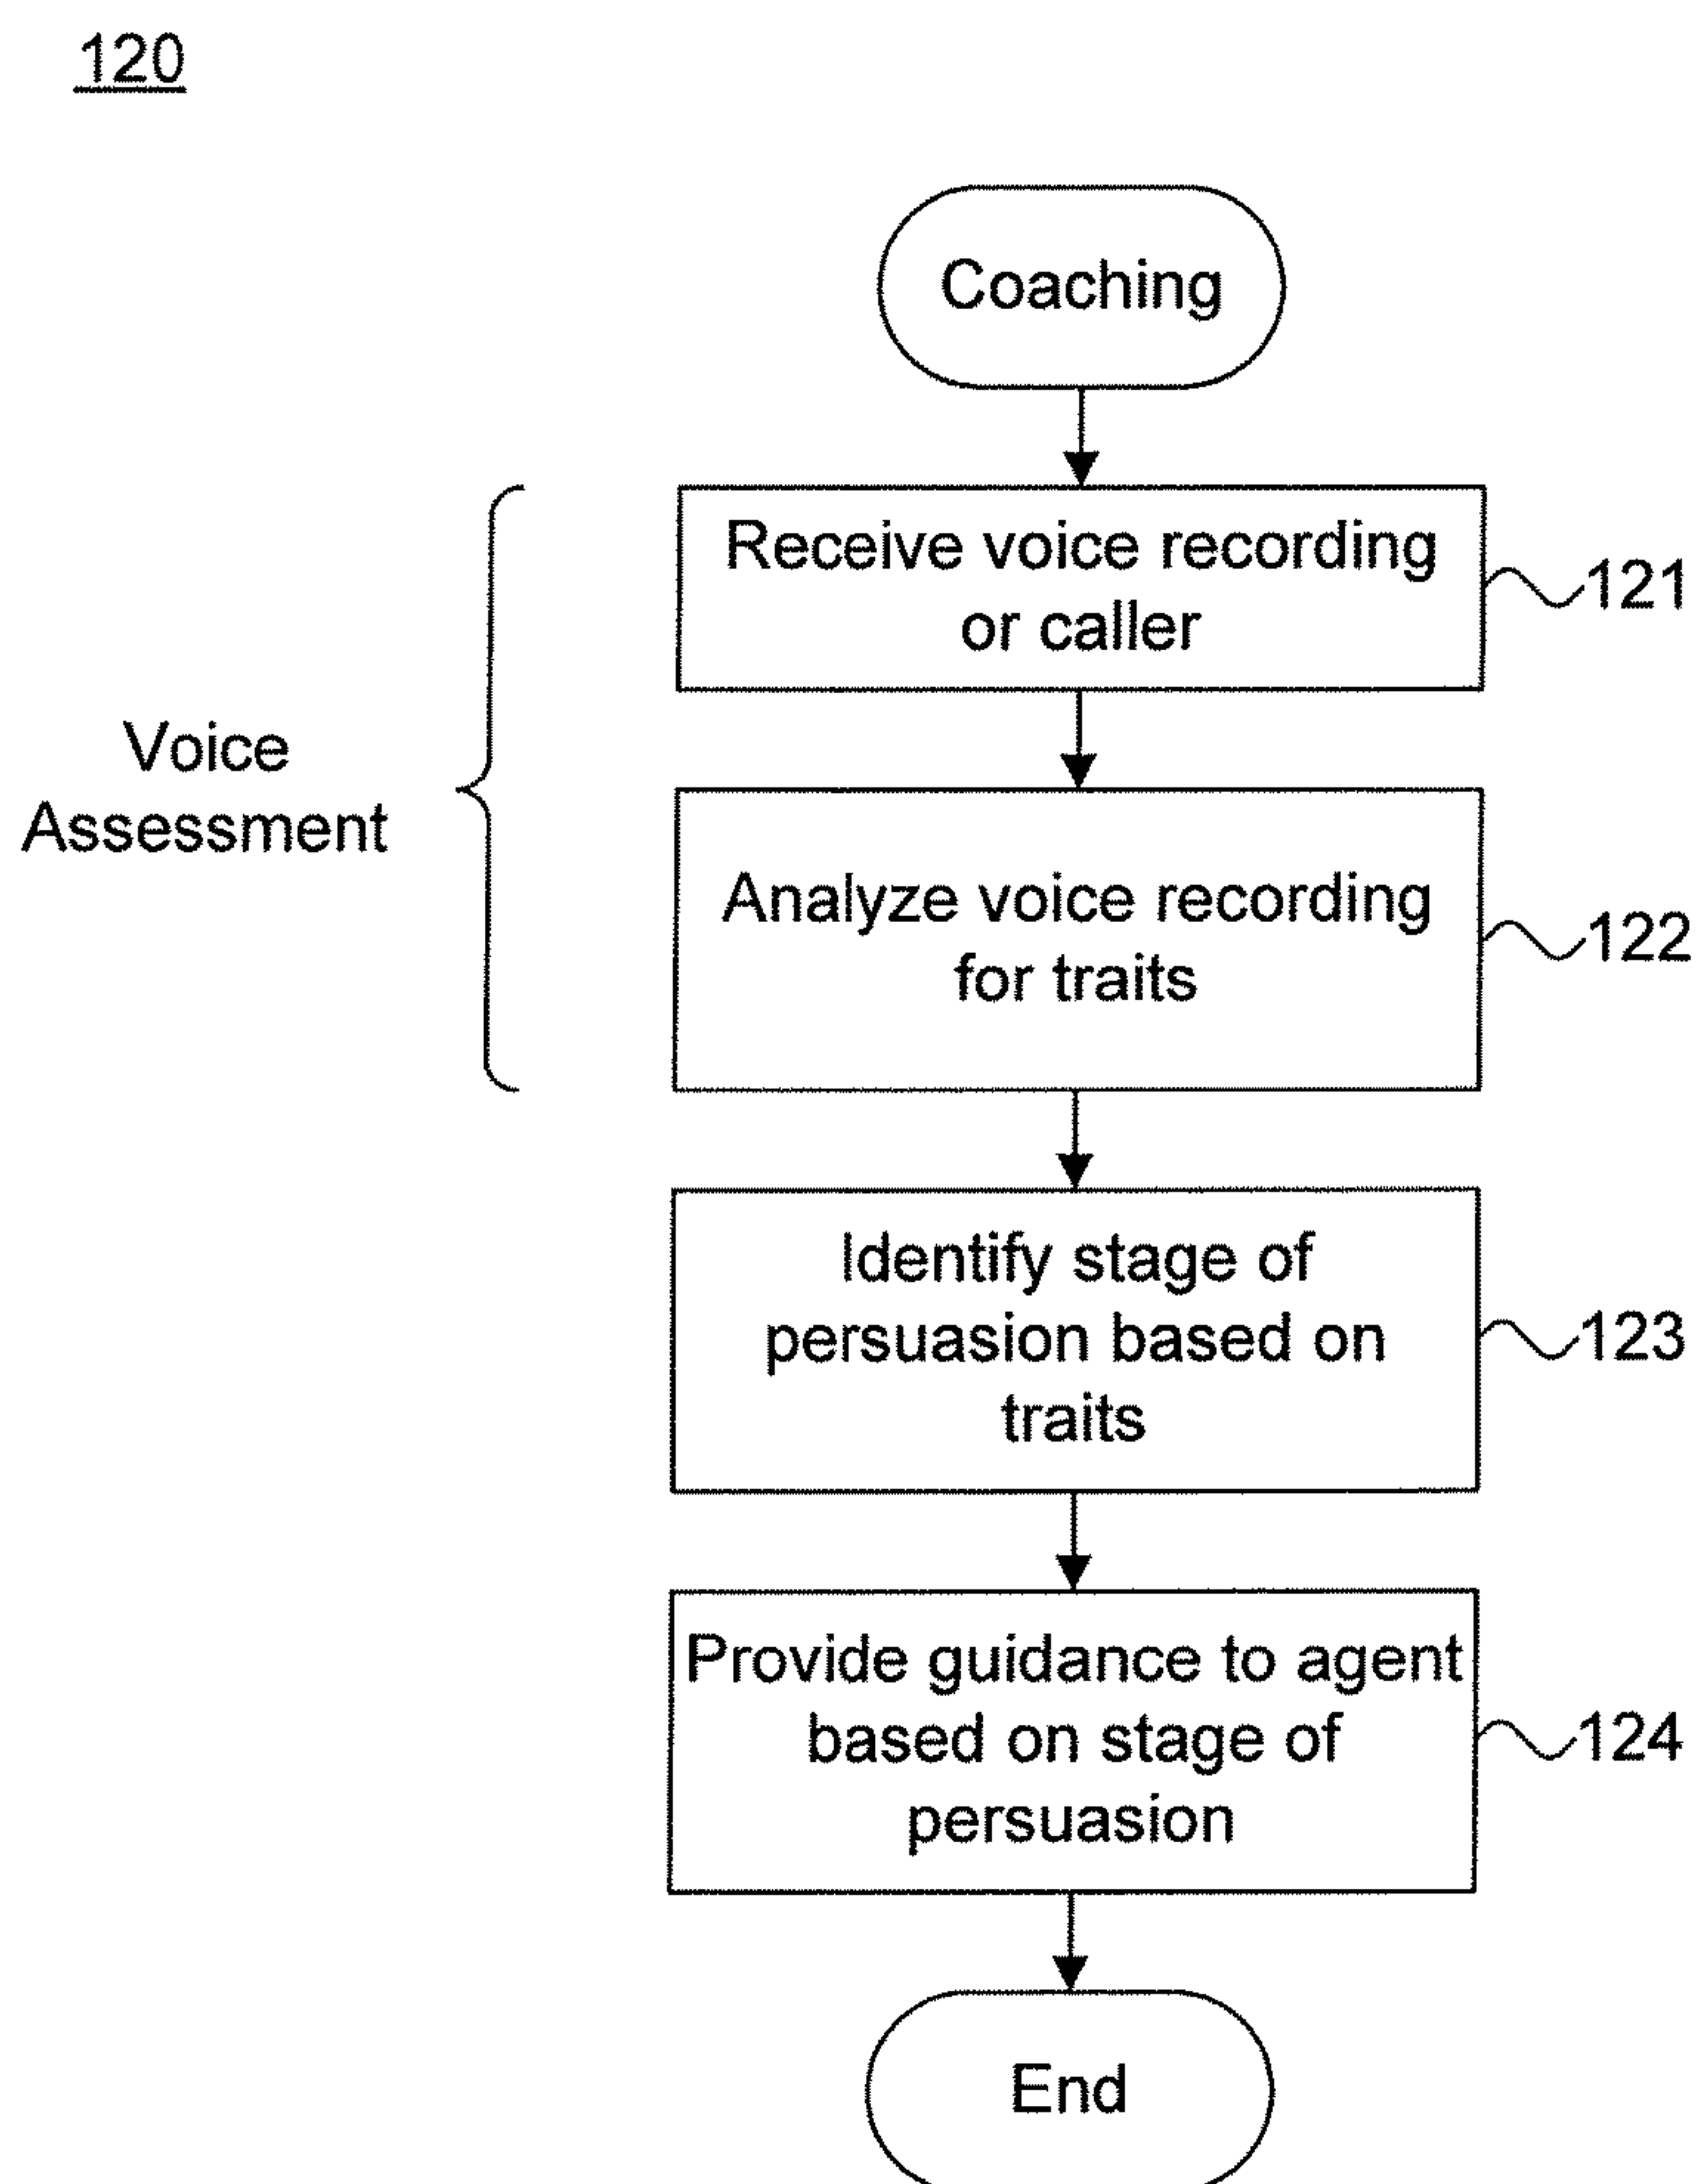 120
Coaching
Receive voice recording
or caller
121
Voice
Assessment
Analyze voice recording
for traits
122
Identify stage of
persuasion based on
traits
123
Provide guidance to agent
based on stage of
persuasion
124
End